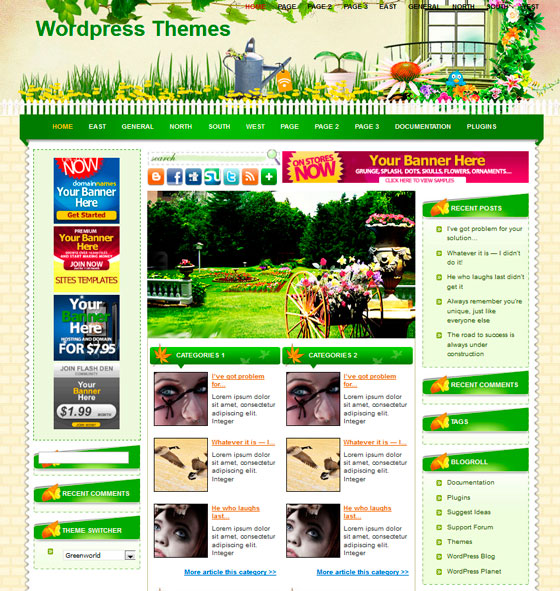 HOME PAGE PAGE 2 PAGE 3 EAST GENERAL NORTH SOUTH WEST
Wordpress Themes
HOME EAST GENERAL NORTH SOUTH WEST PAGE PAGE 2 PAGE 3 DOCUMENTATION PLUGINS
NOW
domainnames
Your Banner
Here
Get Started
PREMIUM
Your Banner
Here
JOIN NOW
SITES TEMPLATES
Your
Banner
Here
HOSTING AND DOMAIN
FOR $7.95
JOIN FLASH DEN
COMMUNITY
Your
Banner
Here
$1.99
MONTH
JOIN NOW!
RECENT COMMENTS
THEME SWITCHER
Greenworld
search
ON STORES
NOW
Your Banner Here
GRUNGE, SPLASH, DOTS, SKULLS, FLOWERS, ORNAMENTS....
CLICK HERE TO VIEW SAMPLES
CATEGORIES 1
I've got problem
for...
Lorem ipsum dolor
sit amet, consectetur
adipiscing elit.
Integer
Whatever it is — I...
Lorem ipsum dolor
sit amet, consectetur
adipiscing elit.
Integer
He who laughs
last...
Lorem ipsum dolor
sit amet, consectetur
adipiscing elit.
Integer
More article this category >>
CATEGORIES 2
I've got problem
for...
Lorem ipsum dolor
sit amet, consectetur
adipiscing elit.
Integer
Whatever it is — I...
Lorem ipsum dolor
sit amet, consectetur
adipiscing elit.
Integer
He who laughs
last...
Lorem ipsum dolor
sit amet, consectetur
adipiscing elit.
Integer
More article this category >>
RECENT POSTS
I've got problem for your
solution...
Whatever it is — I didn't
do it!
He who laughs last didn't
get it
Always remember you're
unique, just like
everyone else
The road to success is
always under
construction
RECENT COMMENTS
TAGS
BLOGROLL
Documentation
Plugins
Suggest Ideas
Support Forum
Themes
WordPress Blog
WordPress Planet